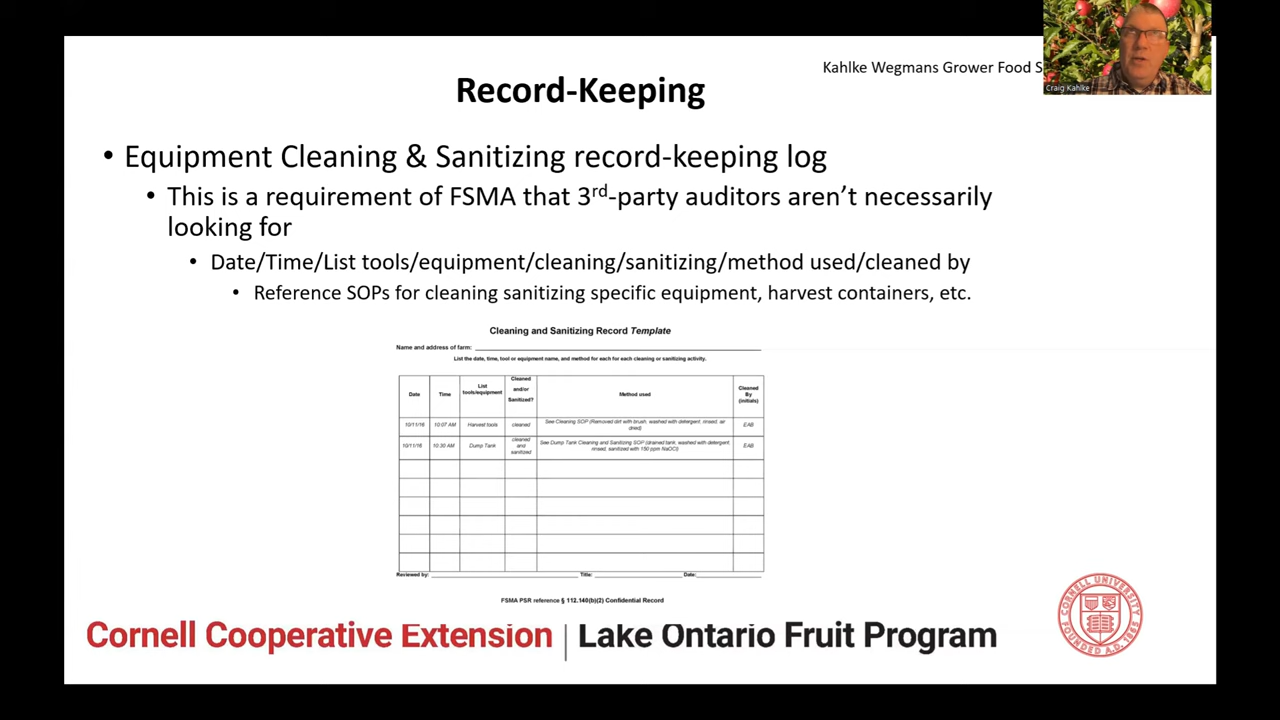 Kahlke Wegmans Grower Food S
Craig Kahlke
Record-Keeping
• Equipment Cleaning & Sanitizing record-keeping log
• This is a requirement of FSMA that 3rd-party auditors aren't necessarily
looking for
• Date/Time/List tools/equipment/cleaning/sanitizing/method used/cleaned by
• Reference SOPs for cleaning sanitizing specific equipment, harvest containers, etc.
Cleaning and Sanitizing Record Template
Name and address of farm:
List the date, time, tool or equipment name, and method for each for each cleaning or sanitizing activity.
Date Time List tools/equipment Cleaned and/or Sanitized? Method used Cleaned By (initials)
10/11/16 10:07 AM Harvest tools cleaned See Cleaning SOP (Removed dirt with brush, washed with detergent, rinsed, air dried) EAB
10/11/16 10:30 AM Dump Tank cleaned and sanitized See Dump Tank Cleaning and Sanitizing SOP (drained tank, washed with detergent, rinsed, sanitized with 150 ppm NaOCl) EAB
Reviewed by: Title: Date:
FSMA PSR reference § 112.140(b)(2) Confidential Record
Cornell Cooperative Extension | Lake Ontario Fruit Program
CORNELL UNIVERSITY
FOUNDED A.D. 1865